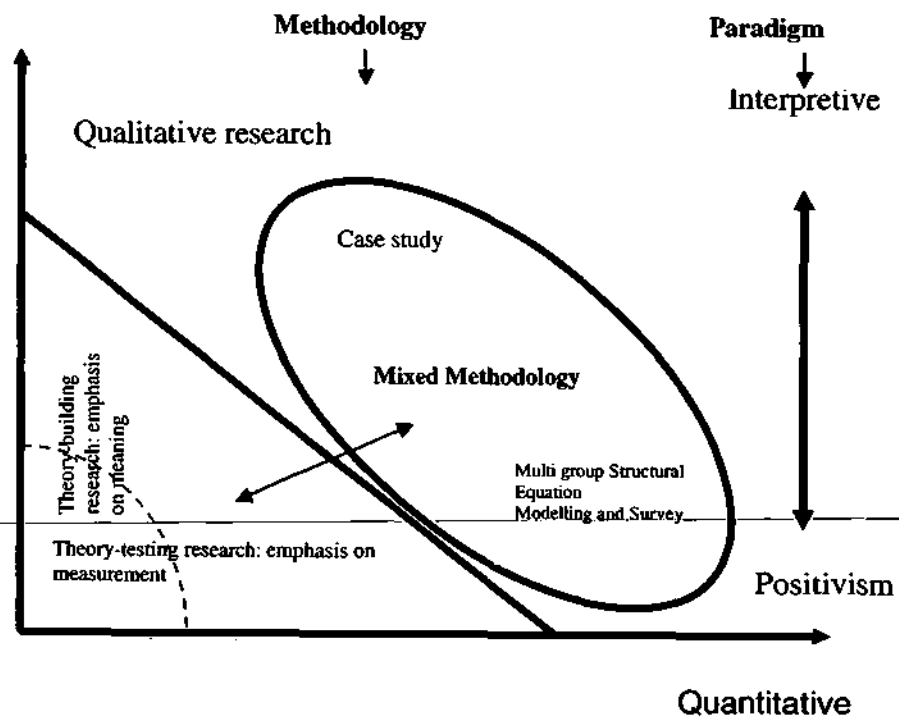 Methodology
Paradigm
Interpretive
Qualitative research
Case study
Mixed Methodology
Theory-building
research: emphasis
on meaning
Multi group Structural
Equation
Modelling and Survey
Theory-testing research: emphasis on
measurement
Positivism
Quantitative